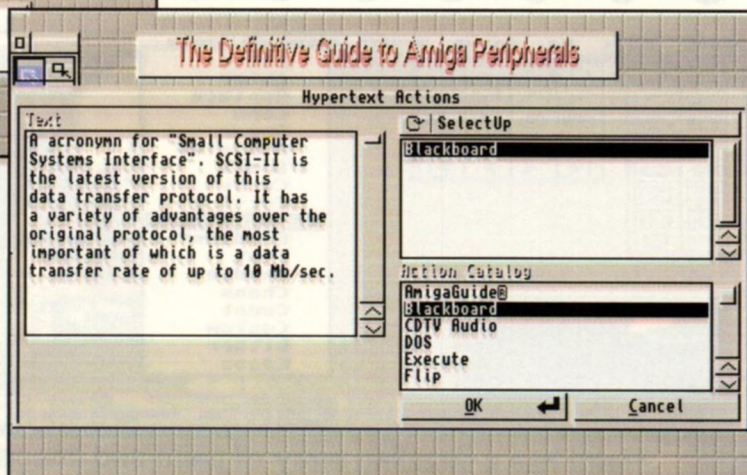 The Definitive Guide to Amiga Peripherals
Hypertext Actions
Text
A acronymn for "Small Computer
Systems Interface". SCSI-II is
the latest version of this
data transfer protocol. It has
a variety of advantages over the
original protocol, the most
important of which is a data
transfer rate of up to 10 Mb/sec.
SelectUp
Blackboard
Action Catalog
AmigaGuide®
Blackboard
CDTV Audio
DOS
Execute
Flip
OK
Cancel